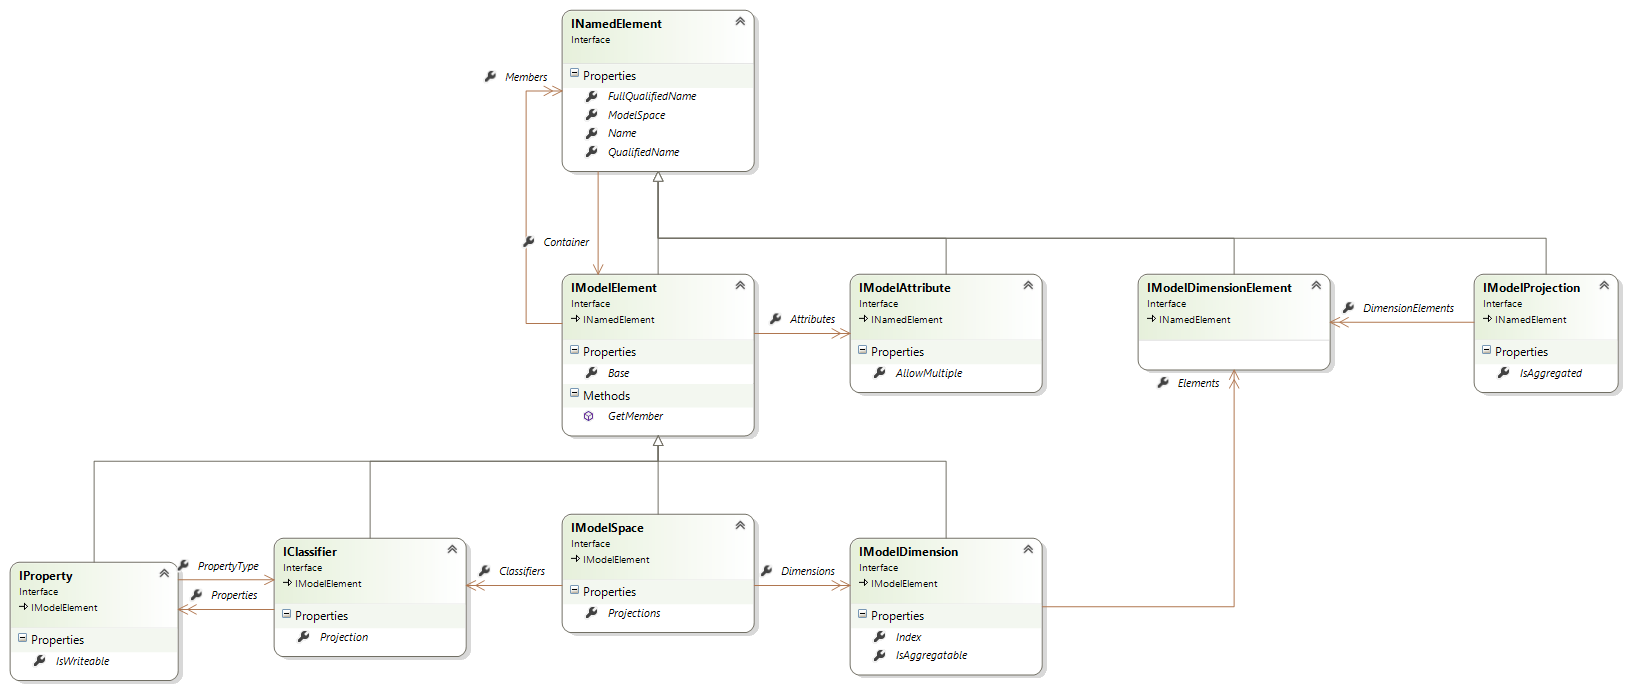 INamedElement
Interface
Properties
FullQualifiedName
ModelSpace
Name
QualifiedName
Members
Container
IModelElement
Interface
INamedElement
Properties
Base
Methods
GetMember
Attributes
IModelAttribute
Interface
INamedElement
Properties
AllowMultiple
IModelDimensionElement
Interface
INamedElement
DimensionElements
IModelProjection
Interface
INamedElement
Properties
IsAggregated
Elements
IProperty
Interface
IModelElement
Properties
IsWriteable
PropertyType
Properties
IClassifier
Interface
IModelElement
Properties
Projection
Classifiers
IModelSpace
Interface
IModelElement
Properties
Projections
Dimensions
IModelDimension
Interface
IModelElement
Properties
Index
IsAggregatable